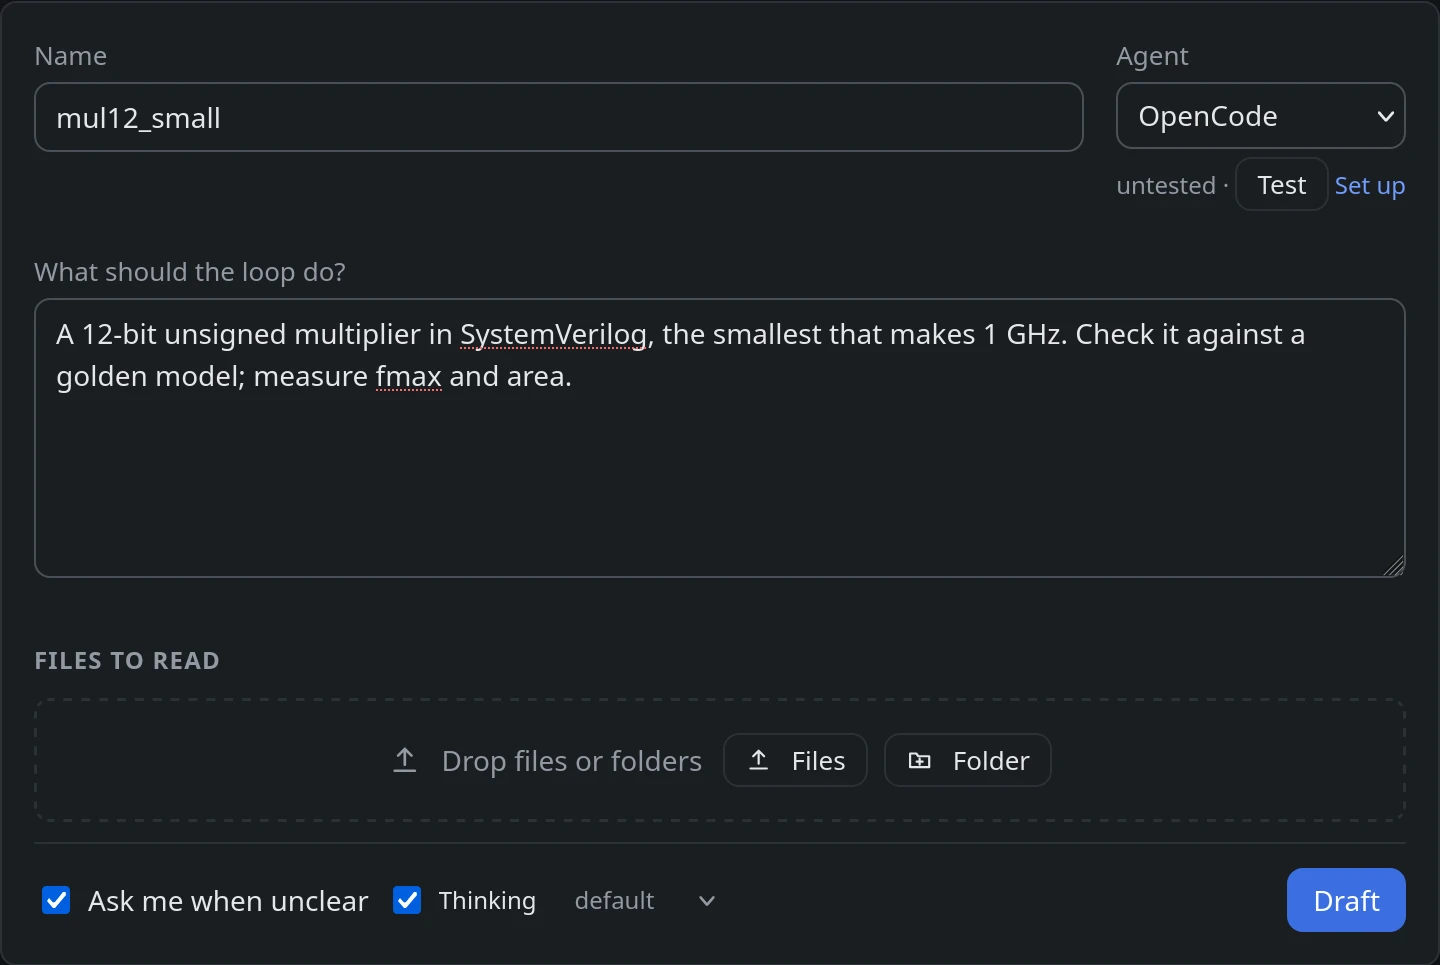 Name
Agent
mul12_small
OpenCode
untested · Test Set up
What should the loop do?
A 12-bit unsigned multiplier in SystemVerilog, the smallest that makes 1 GHz. Check it against a
golden model; measure fmax and area.
FILES TO READ
Drop files or folders Files Folder
Ask me when unclear Thinking default Draft